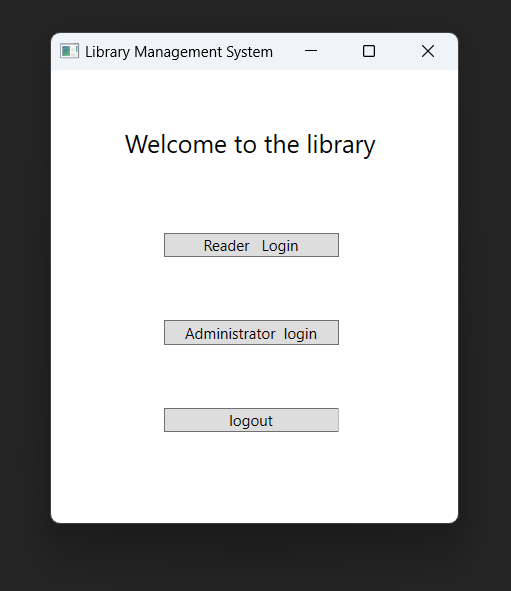 Library Management System
Welcome to the library
Reader Login
Administrator login
logout